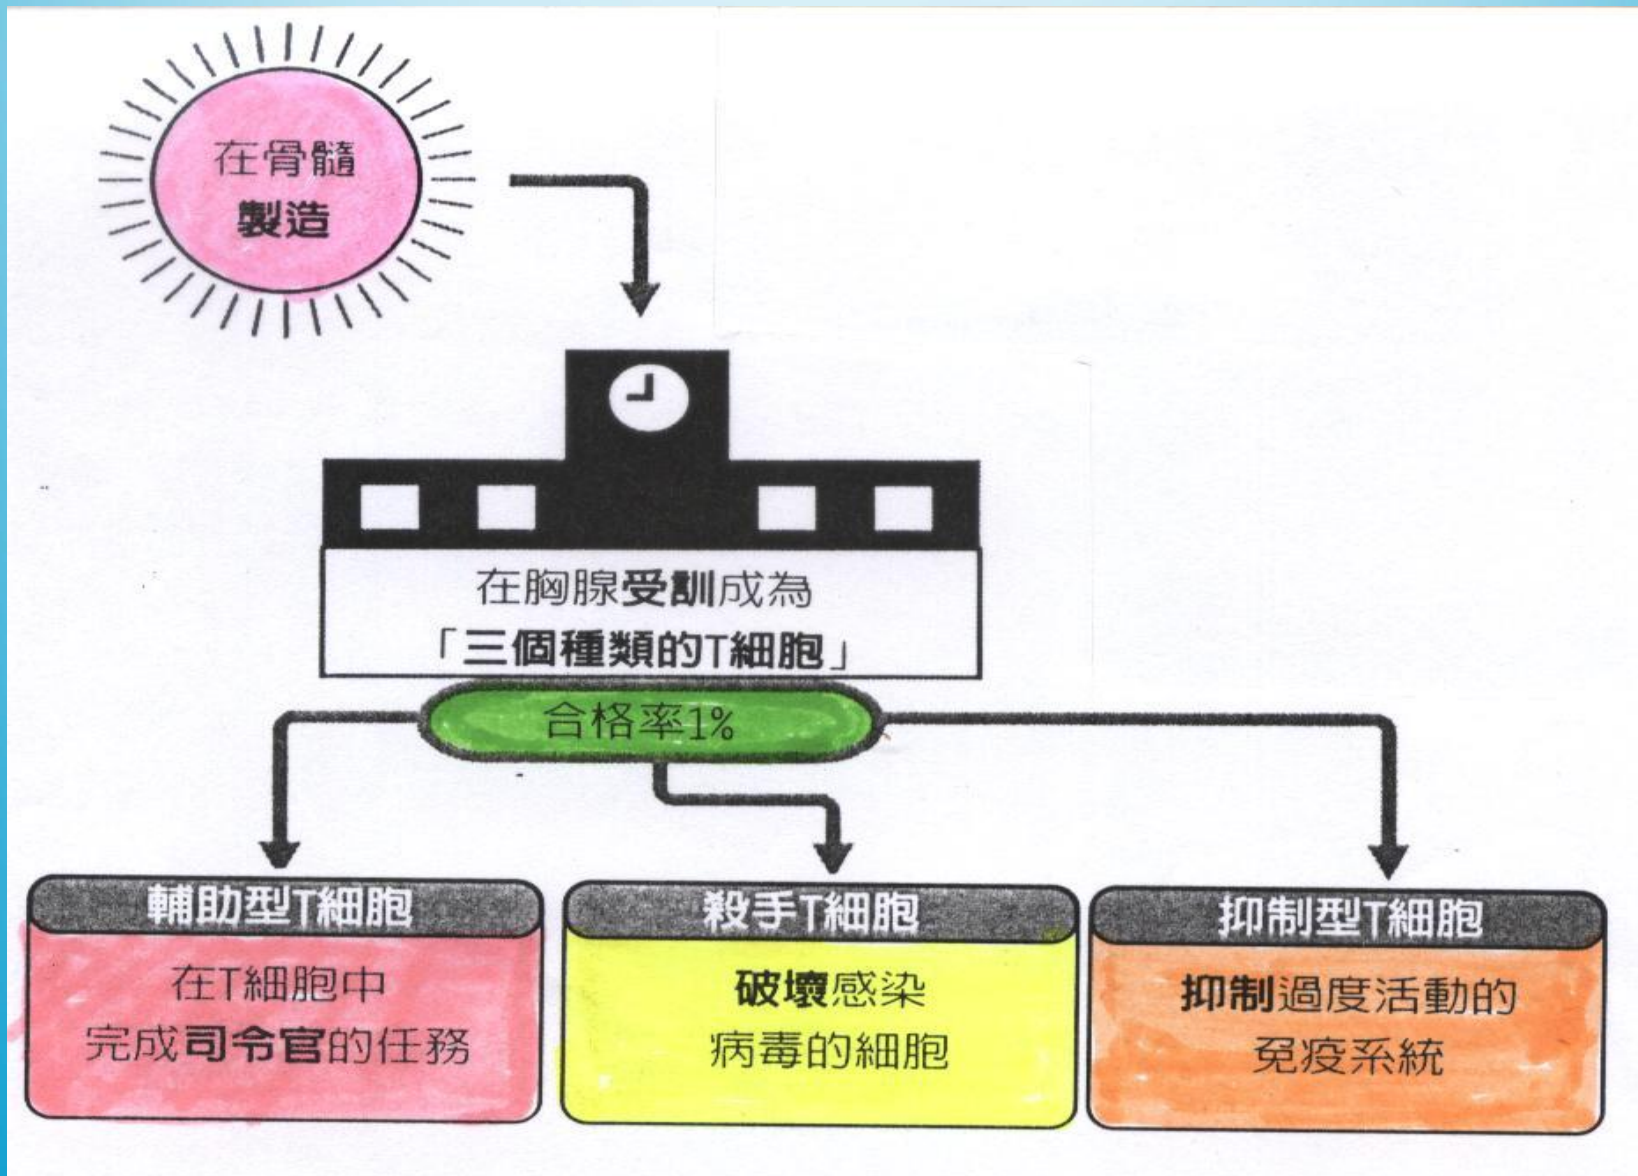 在骨髓
製造
在胸腺受訓成為
「三個種類的T細胞」
合格率1%
輔助型T細胞
在T細胞中
完成司令官的任務
殺手T細胞
破壞感染
病毒的細胞
抑制型T細胞
抑制過度活動的
免疫系統